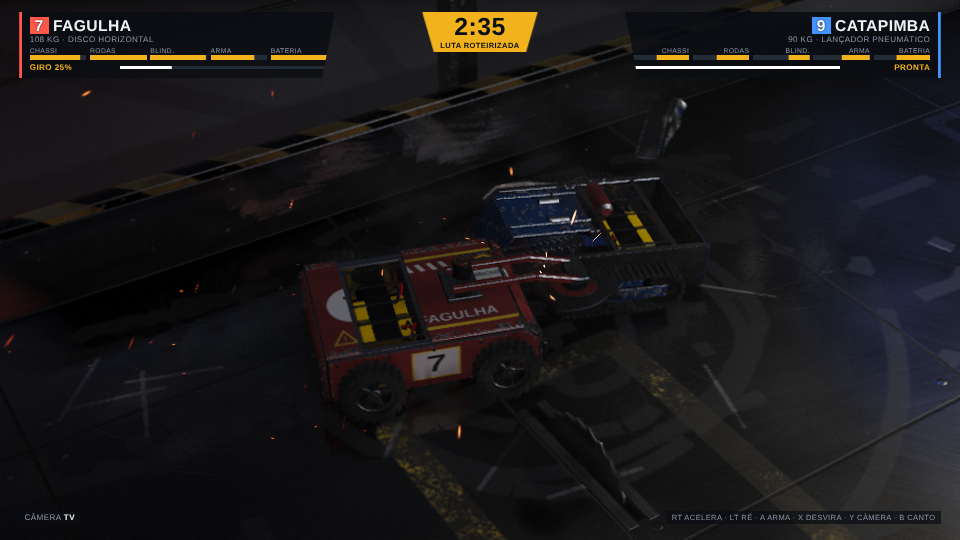 7 FAGULHA
108 KG · DISCO HORIZONTAL
CHASSI RODAS BLIND. ARMA BATERIA
GIRO 25%
2:35
LUTA ROTEIRIZADA
9 CATAPIMBA
90 KG · LANÇADOR PNEUMÁTICO
CHASSI RODAS BLIND. ARMA BATERIA
PRONTA
FAGULHA
7
CÂMERA TV
RT ACELERA · LT RÉ · A ARMA · X DESVIRA · Y CÂMERA · B CANTO